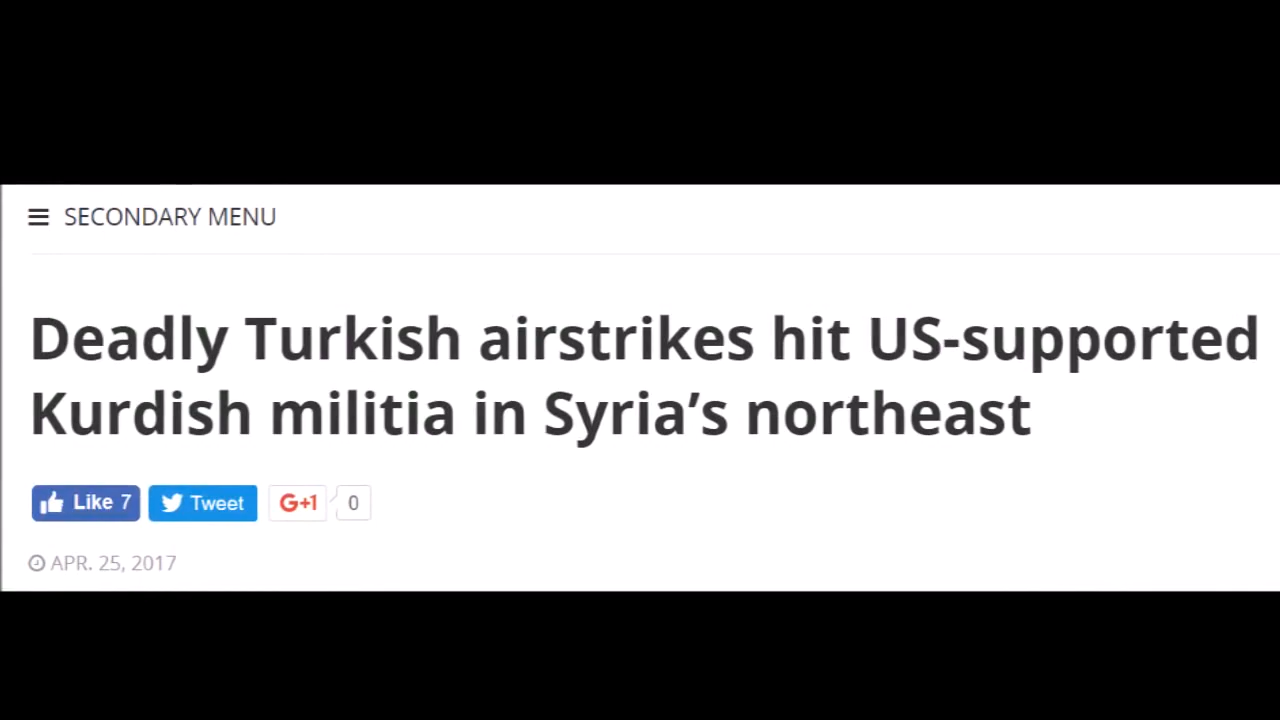 SECONDARY MENU
Deadly Turkish airstrikes hit US-supported
Kurdish militia in Syria’s northeast
Like 7 Tweet G+1 0
APR. 25, 2017